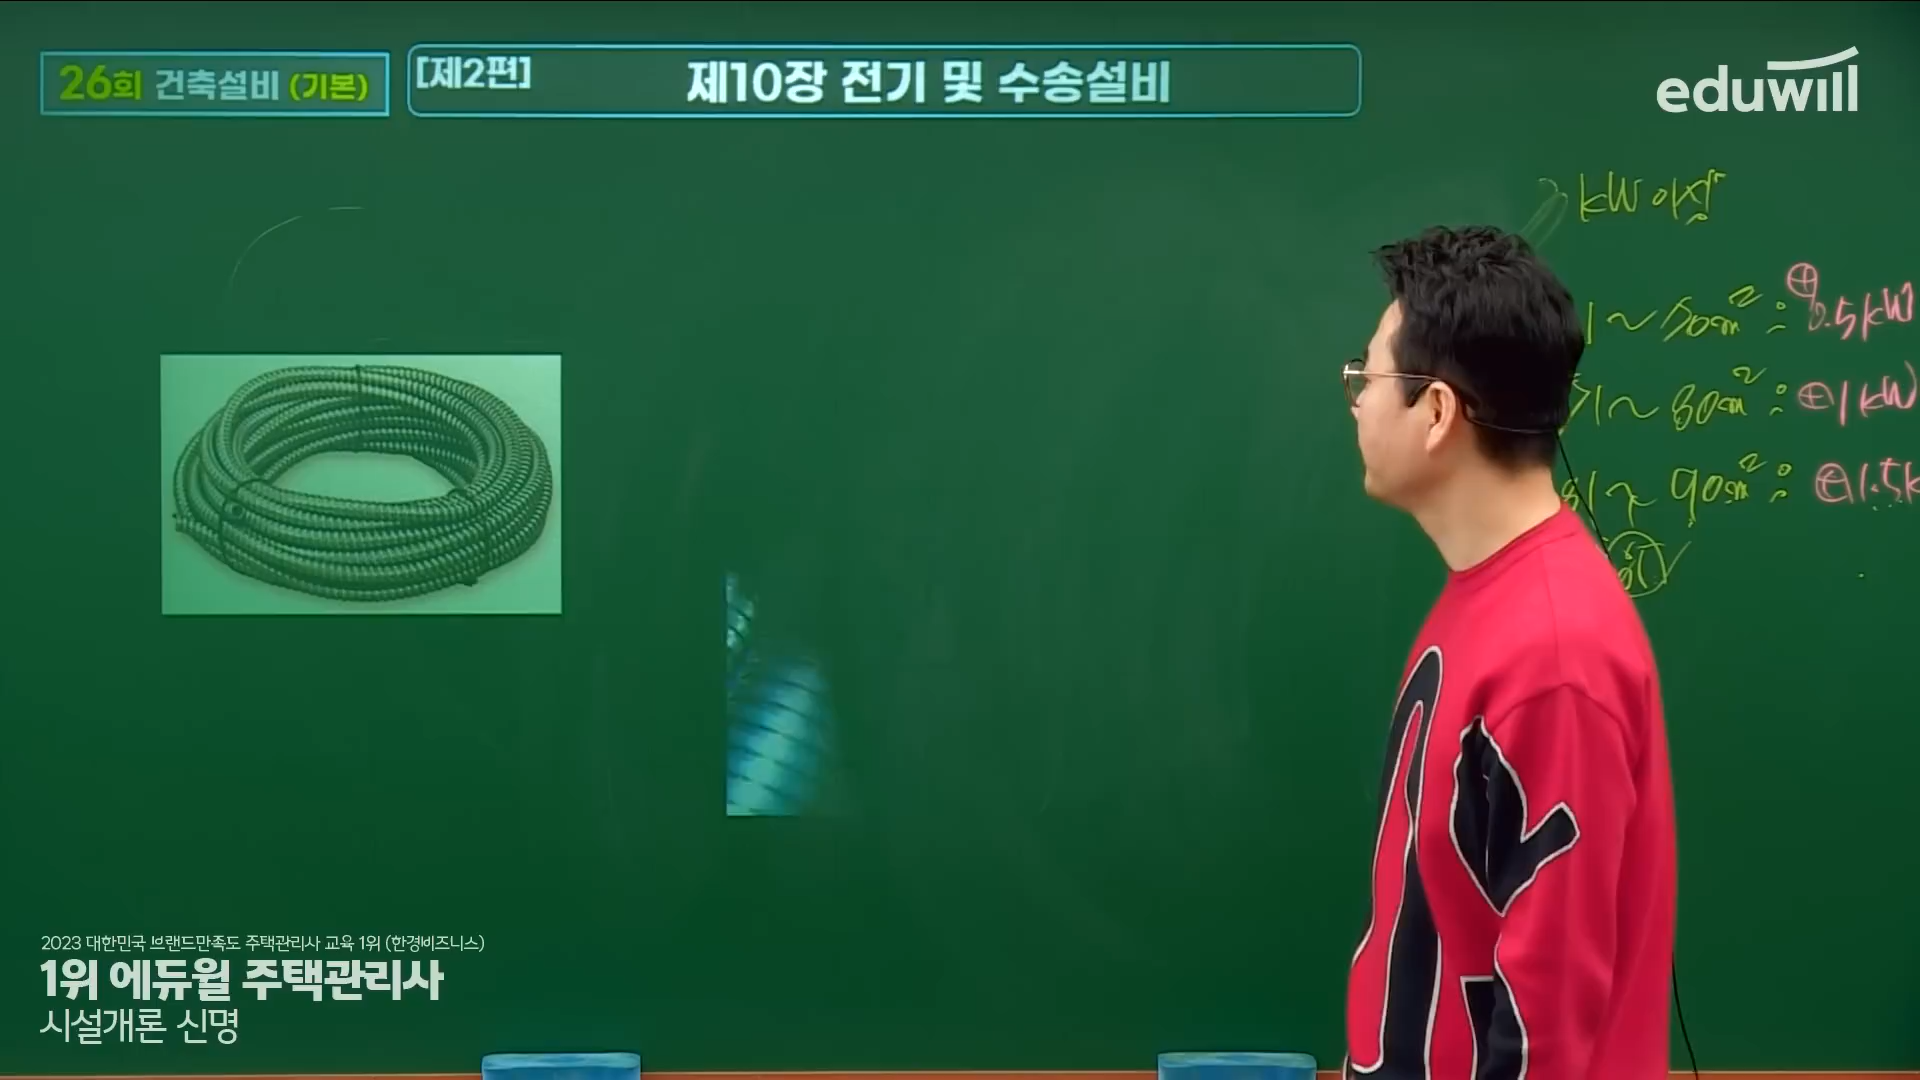 26회 건축설비 (기본)
[제2편]
제10장 전기 및 수송설비
eduwill
kW 이상
1 ~ 50㎡ : ⊕0.5kW
71 ~ 80㎡ : ⊕1kW
81 ~ 90㎡ : ⊕1.5k
2023 대한민국 브랜드만족도 주택관리사 교육 1위 (한경비즈니스)
1위 에듀윌 주택관리사
시설개론 신명